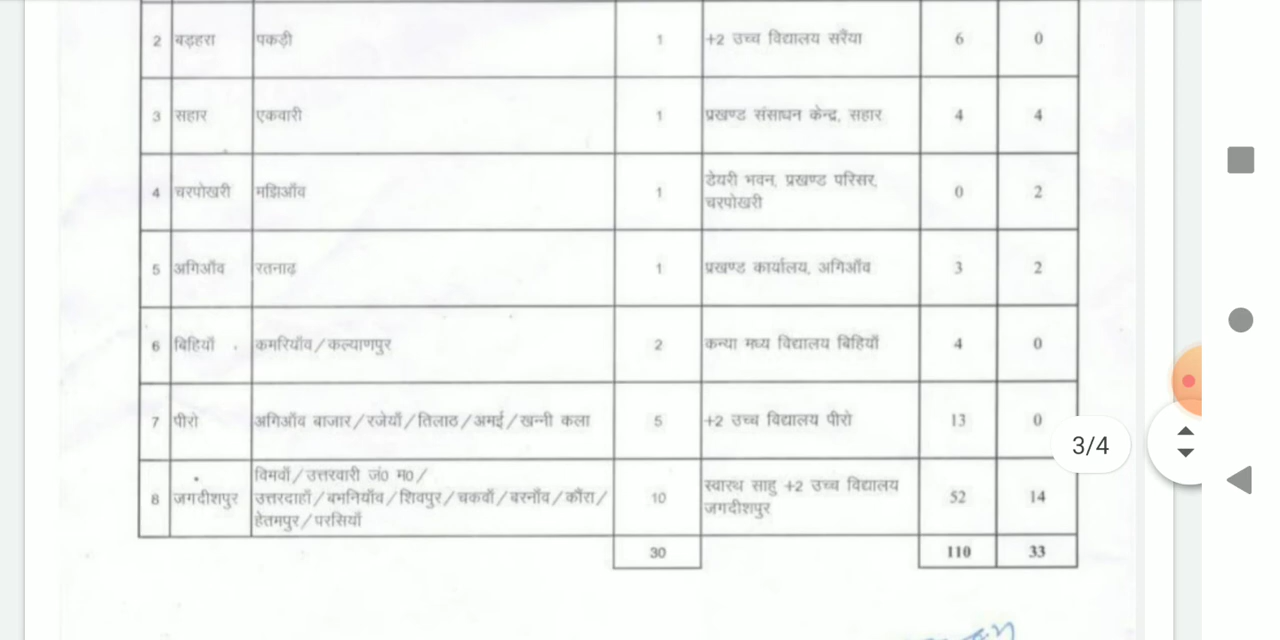 2 बड़हरा पकड़ी 1 +2 उच्च विद्यालय सरैंया 6 0
3 सहार एकवारी 1 प्रखण्ड संसाधन केन्द्र, सहार 4 4
4 चरपोखरी मझिआँव 1 डेयरी भवन, प्रखण्ड परिसर, चरपोखरी 0 2
5 अगिआँव रतनाढ़ 1 प्रखण्ड कार्यालय, अगिआँव 3 2
6 बिहियाँ कमरियाँव/कल्याणपुर 2 कन्या मध्य विद्यालय बिहियाँ 4 0
7 पीरो अगिआँव बाजार/रजेयाँ/तिलाठ/अमई/खन्नी कला 5 +2 उच्च विद्यालय पीरो 13 0
3/4
विमवाँ/उत्तरवारी जं० म०/
8 जगदीशपुर उत्तरदाहाँ/बभनियाँव/शिवपुर/चकवाँ/बरनाँव/कौंरा/ 10 स्वारथ साहु +2 उच्च विद्यालय 52 14
हेतमपुर/परसियाँ जगदीशपुर
30 110 33